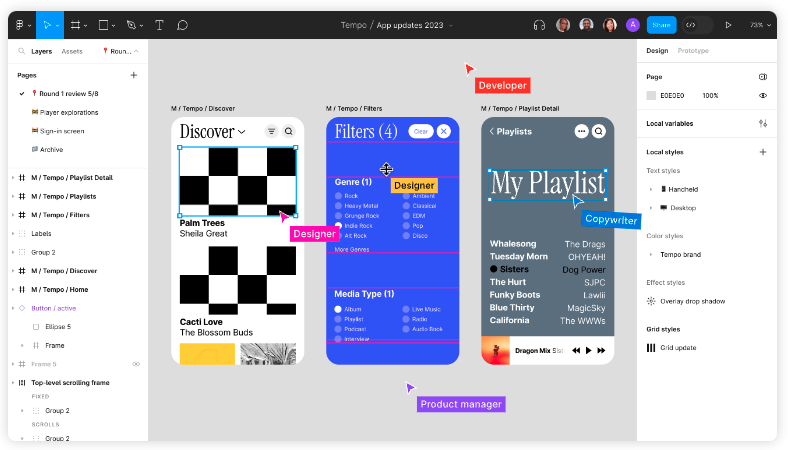 Tempo / App updates 2023
A
Share
73%
Layers
Assets
Roun...
Pages
Round 1 review 5/8
Player explorations
Sign-in screen
Archive
M / Tempo / Playlist Detail
M / Tempo / Playlists
M / Tempo / Filters
Labels
Group 2
M / Tempo / Discover
M / Tempo / Home
Button / active
Ellipse 5
Frame
Frame 5
Top-level scrolling frame
FIXED
Group 2
SCROLLS
Group 2
Developer
M / Tempo / Discover
Discover
Designer
Palm Trees
Sheila Great
Cacti Love
The Blossom Buds
M / Tempo / Filters
Filters (4)
Clear
Designer
Genre (1)
Rock
Ambient
Heavy Metal
Classical
Grunge Rock
EDM
Indie Rock
Pop
Alt Rock
Disco
More Genres
Media Type (1)
Album
Live Music
Playlist
Radio
Podcast
Audio Book
Interview
Product manager
M / Tempo / Playlist Detail
Playlists
My Playlist
Copywriter
Whalesong The Drags
Tuesday Morn OHYEAH!
Sisters Dog Power
The Hurt SJPC
Funky Boots Lawlii
Blue Thirty MagicSky
California The WWWs
Dragon Mix Sist
Design
Prototype
Page
E0E0E0 100%
Local variables
Local styles
Text styles
Handheld
Desktop
Color styles
Tempo brand
Effect styles
Overlay drop shadow
Grid styles
Grid update